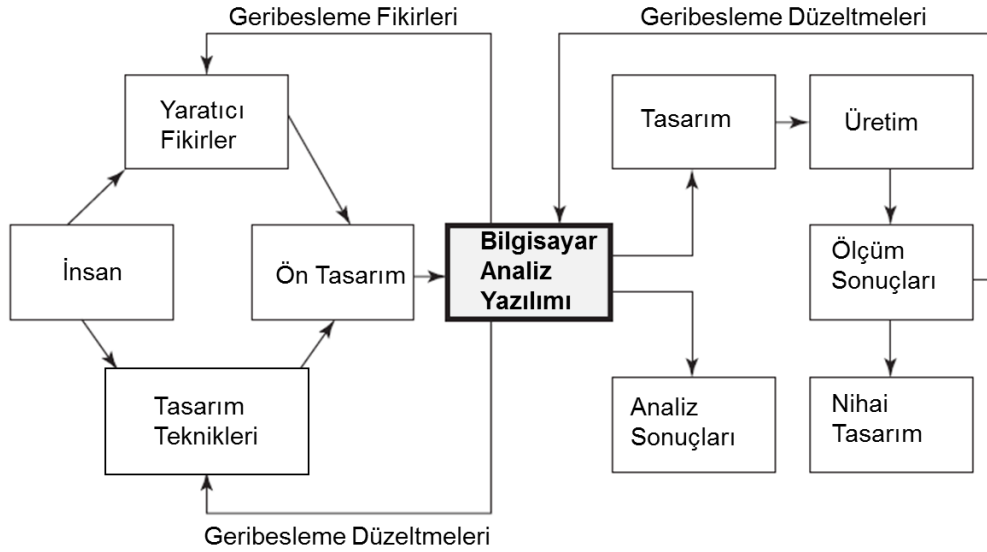 Geribesleme Fikirleri
Geribesleme Düzeltmeleri
Yaratıcı
Fikirler
Tasarım
Üretim
İnsan
Ön Tasarım
Bilgisayar
Analiz
Yazılımı
Ölçüm
Sonuçları
Tasarım
Teknikleri
Analiz
Sonuçları
Nihai
Tasarım
Geribesleme Düzeltmeleri